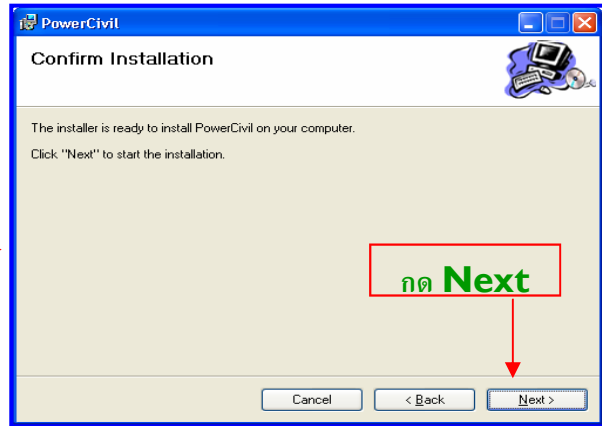 PowerCivil
Confirm Installation
The installer is ready to install PowerCivil on your computer.
Click "Next" to start the installation.
กด Next
Cancel
< Back
Next >